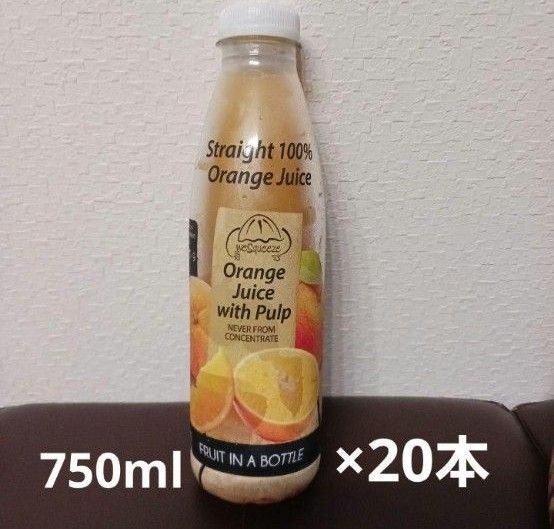 Straight 100%
Orange Juice
weSqueeze
Orange
Juice
with Pulp
NEVER FROM
CONCENTRATE
FRUIT IN A BOTTLE
750ml
×20本